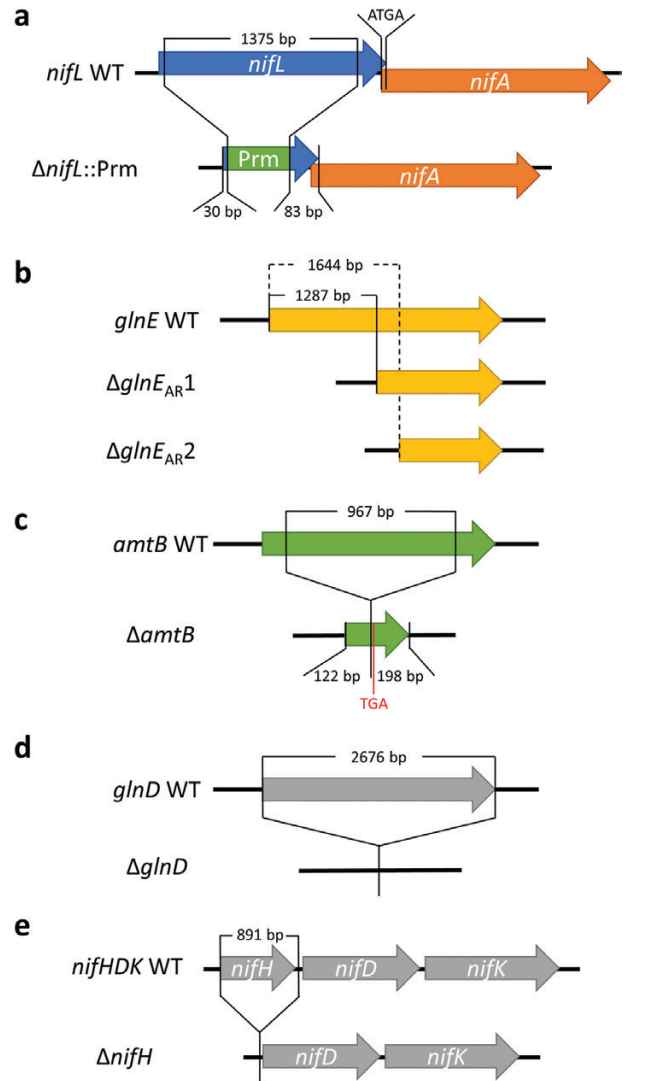 a
ATGA
1375 bp
nifL WT
nifL
nifA
ΔnifL::Prm
Prm
nifA
30 bp
83 bp
b
1644 bp
1287 bp
glnE WT
ΔglnE_AR1
ΔglnE_AR2
c
967 bp
amtB WT
ΔamtB
122 bp
198 bp
TGA
d
2676 bp
glnD WT
ΔglnD
e
891 bp
nifHDK WT
nifH
nifD
nifK
ΔnifH
nifD
nifK